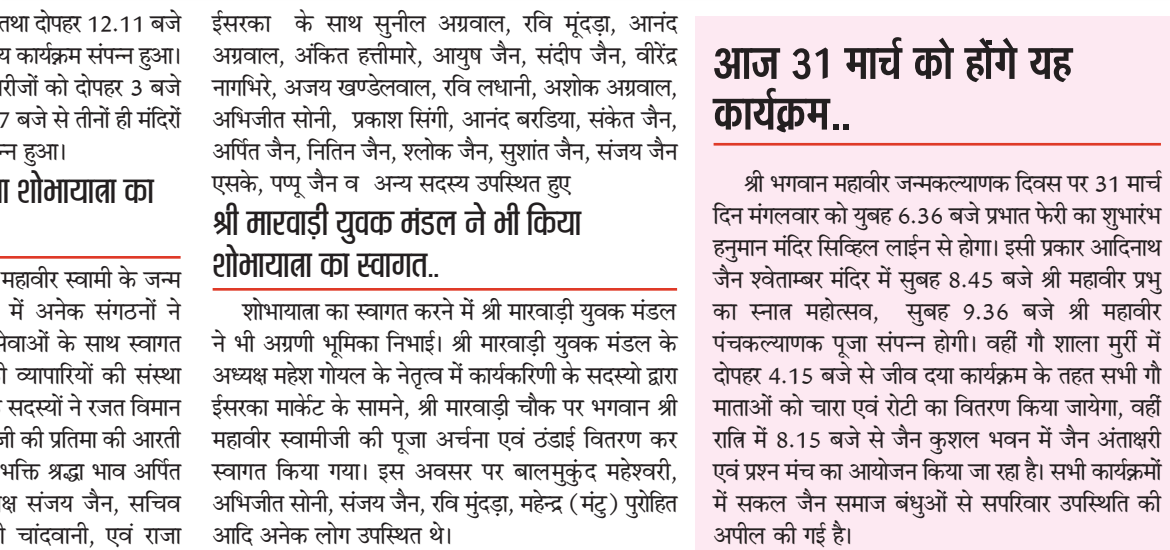 तथा दोपहर 12.11 बजे
य कार्यक्रम संपन्न हुआ।
रीजों को दोपहर 3 बजे
7 बजे से तीनों ही मंदिरों
न्न हुआ।
ा शोभायात्रा का
महावीर स्वामी के जन्म
में अनेक संगठनों ने
सेवाओं के साथ स्वागत
ी व्यापारियों की संस्था
सदस्यों ने रजत विमान
जी की प्रतिमा की आरती
भक्ति श्रद्धा भाव अर्पित
क्ष संजय जैन, सचिव
ी चांदवानी, एवं राजा
ईसरका के साथ सुनील अग्रवाल, रवि मूंदड़ा, आनंद
अग्रवाल, अंकित हत्तीमारे, आयुष जैन, संदीप जैन, वीरेंद्र
नागभिरे, अजय खण्डेलवाल, रवि लधानी, अशोक अग्रवाल,
अभिजीत सोनी, प्रकाश सिंगी, आनंद बरडिया, संकेत जैन,
अर्पित जैन, नितिन जैन, श्लोक जैन, सुशांत जैन, संजय जैन
एसके, पप्पू जैन व अन्य सदस्य उपस्थित हुए
श्री मारवाड़ी युवक मंडल ने भी किया
शोभायात्रा का स्वागत..
शोभायात्रा का स्वागत करने में श्री मारवाड़ी युवक मंडल
ने भी अग्रणी भूमिका निभाई। श्री मारवाड़ी युवक मंडल के
अध्यक्ष महेश गोयल के नेतृत्व में कार्यकरिणी के सदस्यो द्वारा
ईसरका मार्केट के सामने, श्री मारवाड़ी चौक पर भगवान श्री
महावीर स्वामीजी की पूजा अर्चना एवं ठंडाई वितरण कर
स्वागत किया गया। इस अवसर पर बालमुकुंद महेश्वरी,
अभिजीत सोनी, संजय जैन, रवि मुंदड़ा, महेन्द्र (मंटु) पुरोहित
आदि अनेक लोग उपस्थित थे।
आज 31 मार्च को होंगे यह
कार्यक्रम..
श्री भगवान महावीर जन्मकल्याणक दिवस पर 31 मार्च
दिन मंगलवार को युबह 6.36 बजे प्रभात फेरी का शुभारंभ
हनुमान मंदिर सिव्हिल लाईन से होगा। इसी प्रकार आदिनाथ
जैन श्वेताम्बर मंदिर में सुबह 8.45 बजे श्री महावीर प्रभु
का स्नात्र महोत्सव, सुबह 9.36 बजे श्री महावीर
पंचकल्याणक पूजा संपन्न होगी। वहीं गौ शाला मुर्री में
दोपहर 4.15 बजे से जीव दया कार्यक्रम के तहत सभी गौ
माताओं को चारा एवं रोटी का वितरण किया जायेगा, वहीं
रात्रि में 8.15 बजे से जैन कुशल भवन में जैन अंताक्षरी
एवं प्रश्न मंच का आयोजन किया जा रहा है। सभी कार्यक्रमों
में सकल जैन समाज बंधुओं से सपरिवार उपस्थिति की
अपील की गई है।